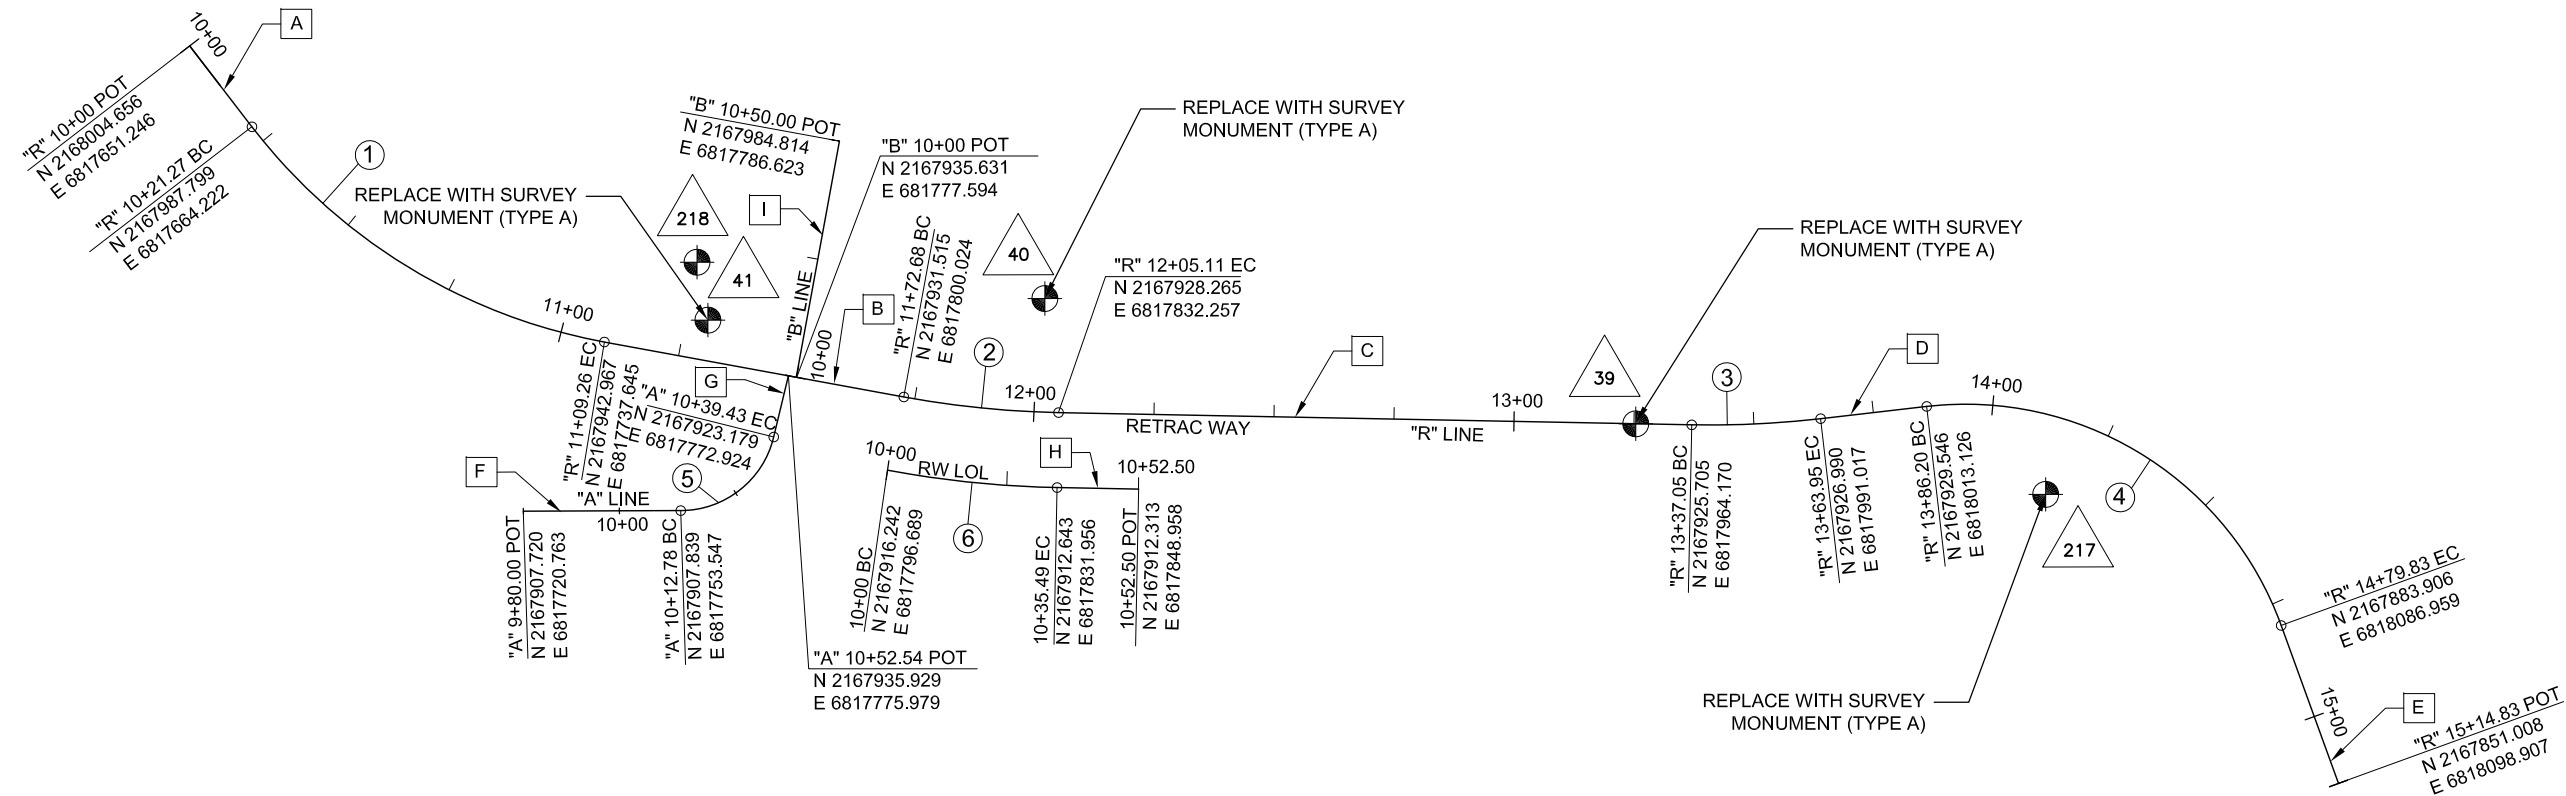 10+00
A
"R" 10+00 POT
N 2168004.656
E 6817651.246
"R" 10+21.27 BC
N 2167987.799
E 6817664.222
1
REPLACE WITH SURVEY
MONUMENT (TYPE A)
218
41
"B" 10+50.00 POT
N 2167984.814
E 6817786.623
I
"B" LINE
10+00
"B" 10+00 POT
N 2167935.631
E 681777.594
REPLACE WITH SURVEY
MONUMENT (TYPE A)
40
B
"R" 11+72.68 BC
N 2167931.515
E 6817800.024
2
"R" 12+05.11 EC
N 2167928.265
E 6817832.257
11+00
"R" 11+09.26 EC
N 2167942.967
E 6817737.645
G
"A" 10+39.43 EC
N 2167923.179
E 6817772.924
12+00
C
RETRAC WAY
"R" LINE
13+00
39
REPLACE WITH SURVEY
MONUMENT (TYPE A)
3
D
14+00
F
"A" LINE
10+00
5
"A" 9+80.00 POT
N 2167907.720
E 6817720.763
"A" 10+12.78 BC
N 2167907.839
E 6817753.547
"A" 10+52.54 POT
N 2167935.929
E 6817775.979
10+00
RW LOL
H
10+52.50
6
10+00 BC
N 2167916.242
E 6817796.689
10+35.49 EC
N 2167912.643
E 6817831.956
10+52.50 POT
N 2167912.313
E 6817848.958
"R" 13+37.05 BC
N 2167925.705
E 6817964.170
"R" 13+63.95 EC
N 2167926.990
E 6817991.017
"R" 13+86.20 BC
N 2167929.546
E 6818013.126
4
217
REPLACE WITH SURVEY
MONUMENT (TYPE A)
"R" 14+79.83 EC
N 2167883.906
E 6818086.959
15+00
E
"R" 15+14.83 POT
N 2167851.008
E 6818098.907